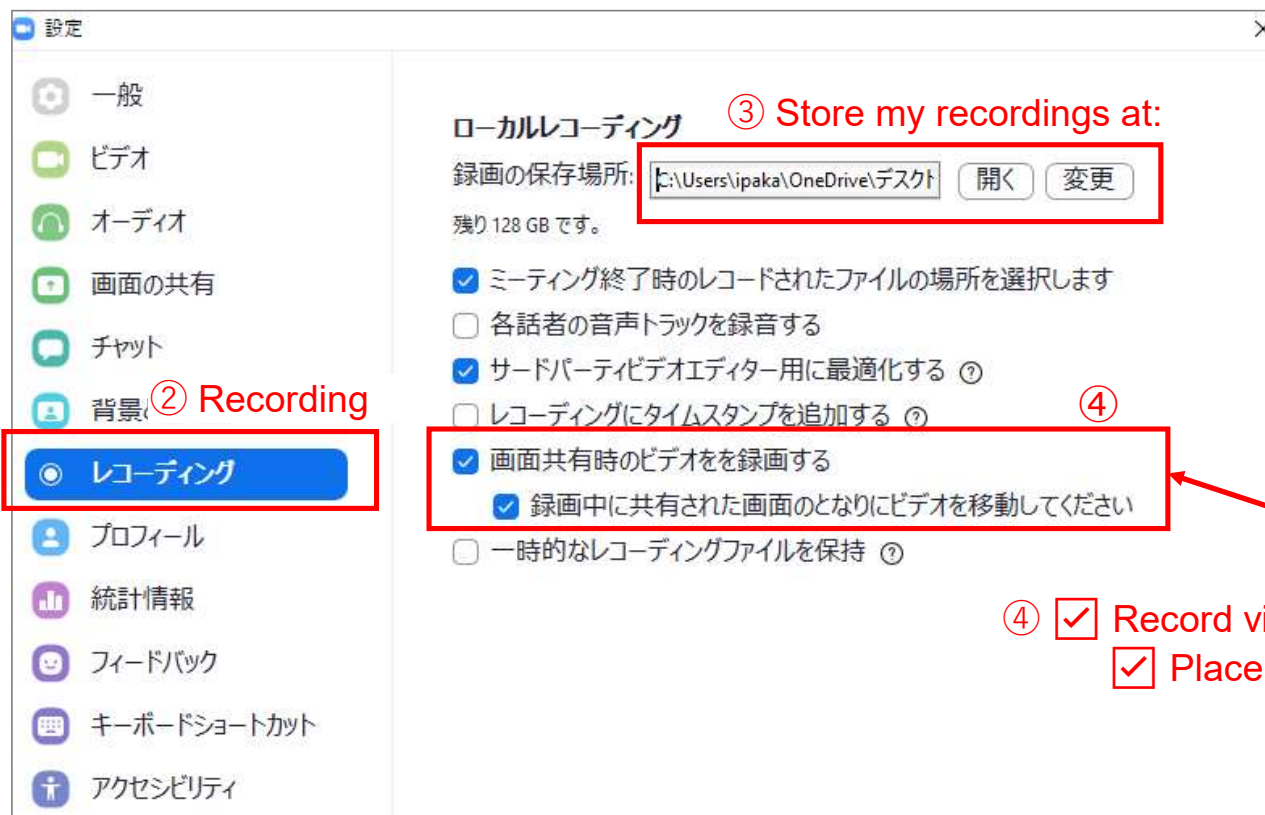 設定
一般
ビデオ
オーディオ
画面の共有
チャット
背景
② Recording
レコーディング
プロフィール
統計情報
フィードバック
キーボードショートカット
アクセシビリティ
③ Store my recordings at:
ローカルレコーディング
録画の保存場所: C:\Users\ipaka\OneDrive\デスクト 開く 変更
残り 128 GB です。
ミーティング終了時のレコードされたファイルの場所を選択します
各話者の音声トラックを録音する
サードパーティビデオエディター用に最適化する ?
④
レコーディングにタイムスタンプを追加する ?
画面共有時のビデオをを録画する
録画中に共有された画面のとなりにビデオを移動してください
一時的なレコーディングファイルを保持 ?
④ Record
Place